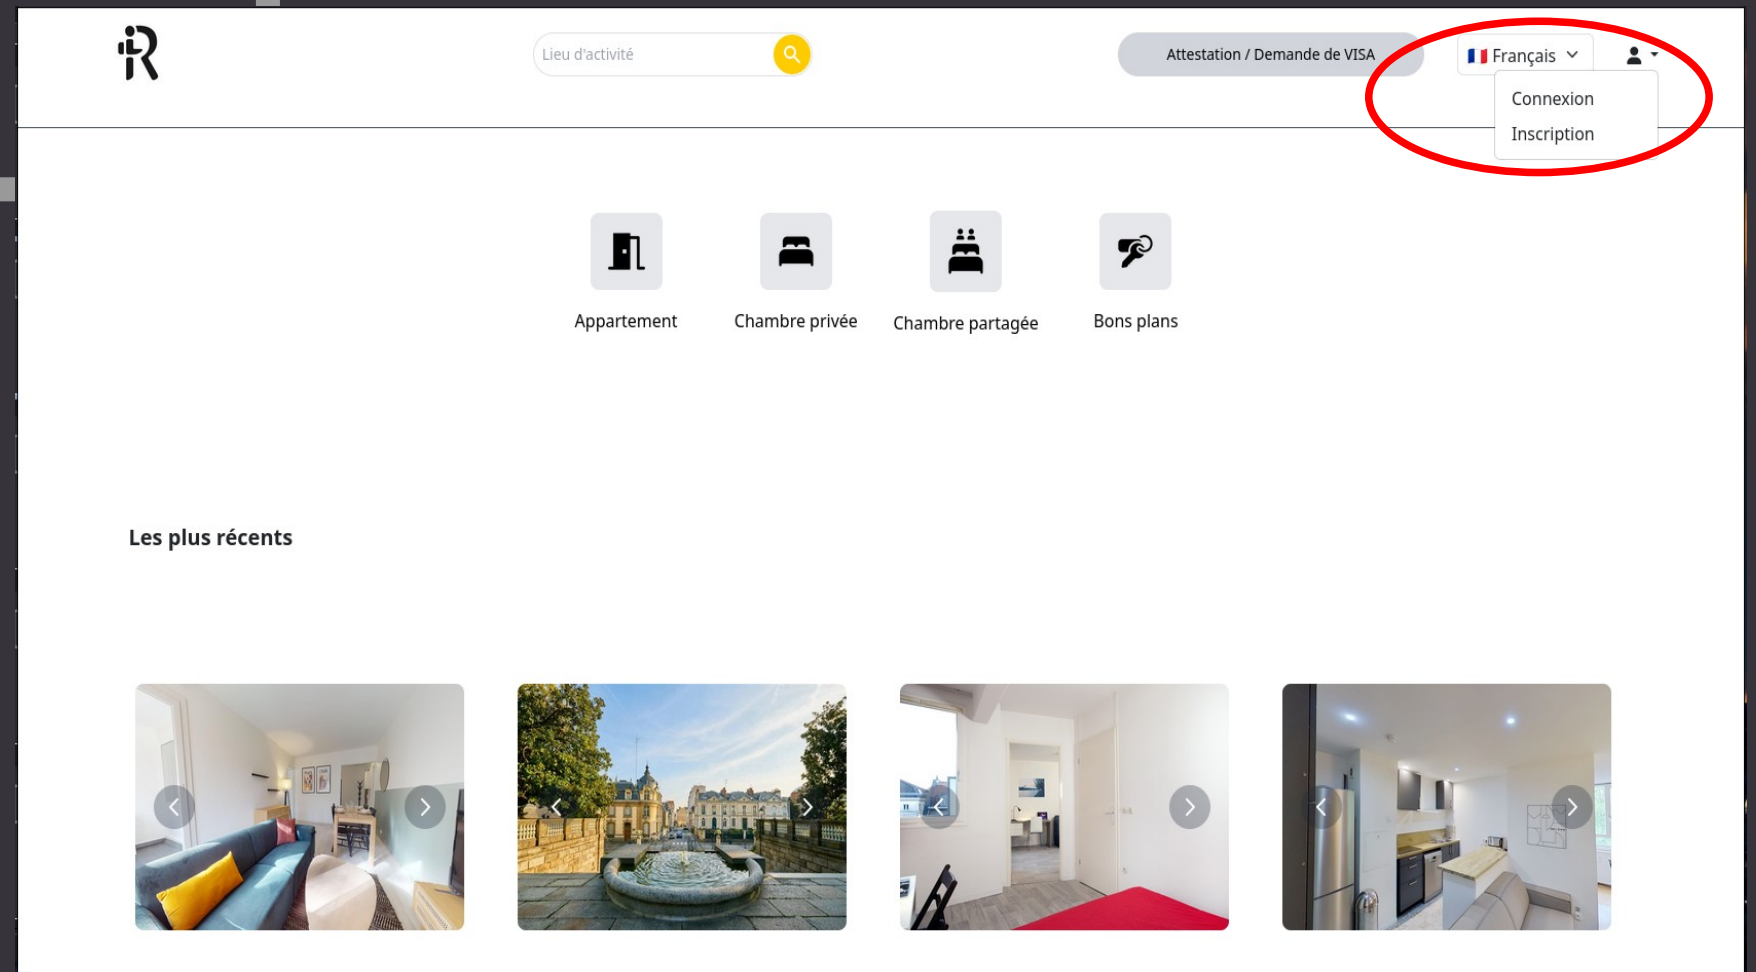 iR
Lieu d'activité
Attestation / Demande de VISA
Français
Connexion
Inscription
Appartement
Chambre privée
Chambre partagée
Bons plans
Les plus récents